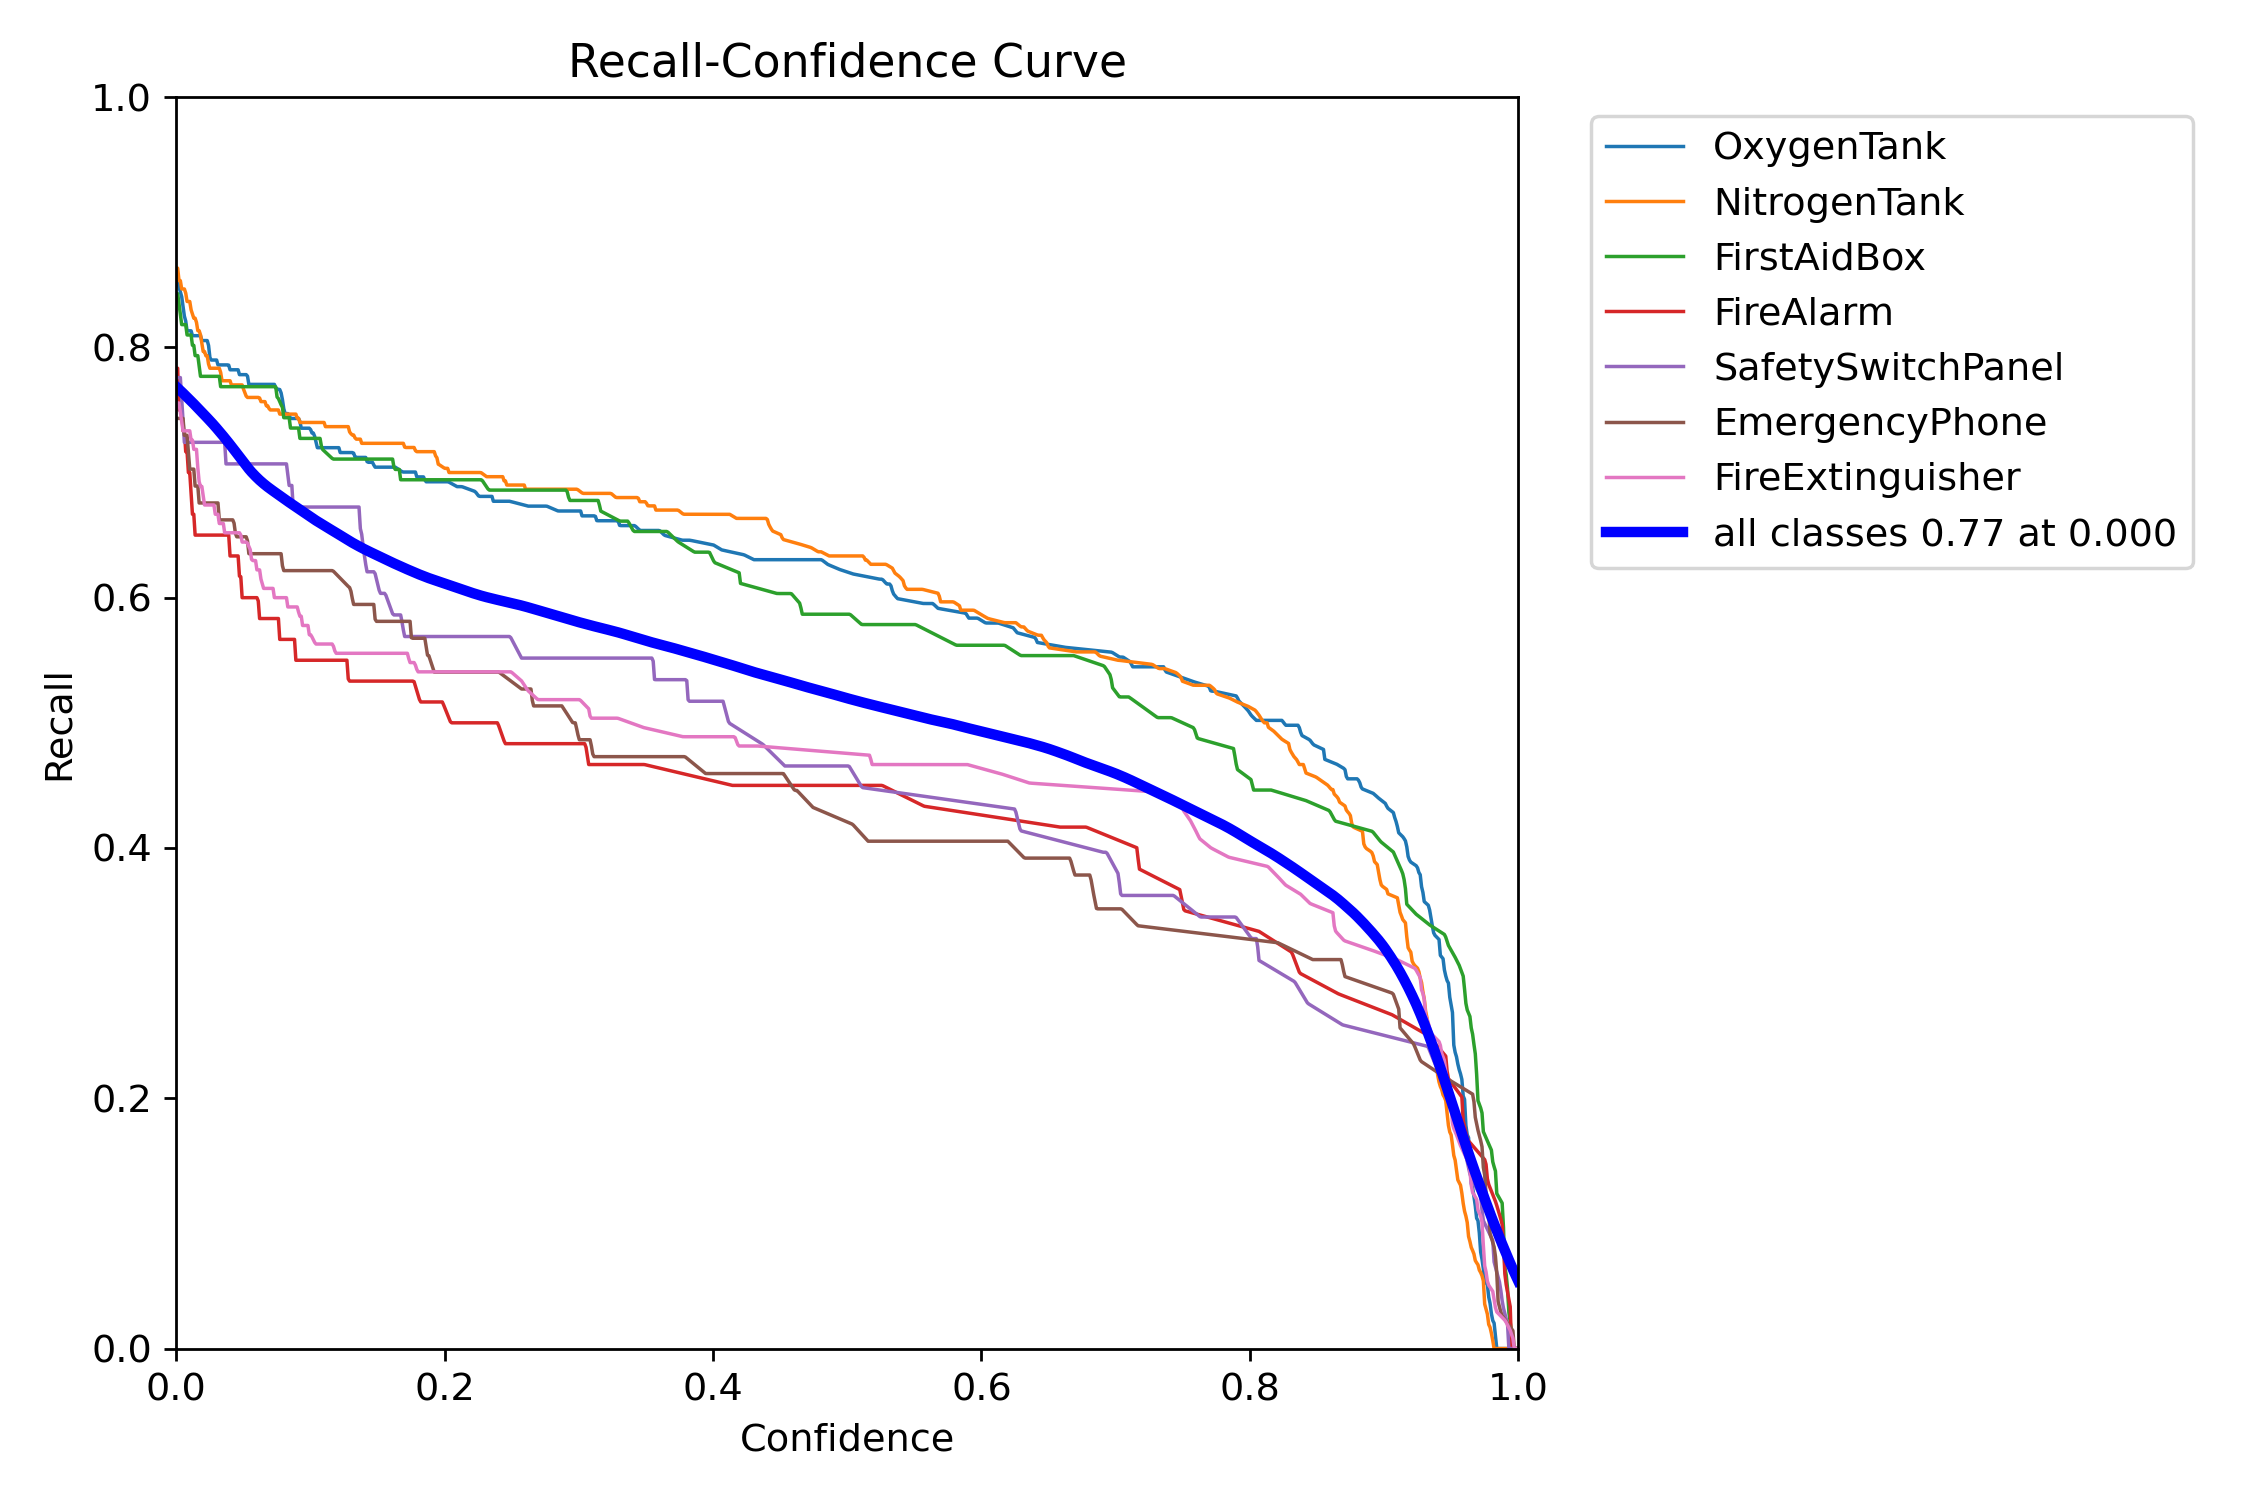 Recall-Confidence Curve
1.0
0.8
0.6
0.4
0.2
0.0
Recall
0.0 0.2 0.4 0.6 0.8 1.0
Confidence
OxygenTank
NitrogenTank
FirstAidBox
FireAlarm
SafetySwitchPanel
EmergencyPhone
FireExtinguisher
all classes 0.77 at 0.000